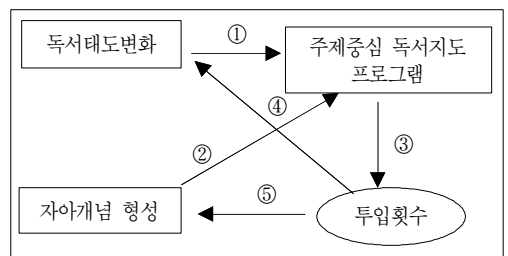 독서태도변화
①
주제중심 독서지도
프로그램
④
②
③
자아개념 형성
⑤
투입횟수